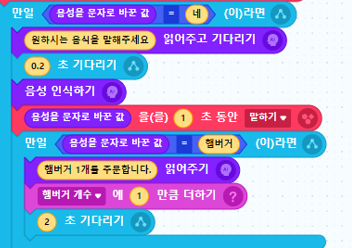 만일 음성을 문자로 바꾼 값 = 네 (이)라면
원하시는 음식을 말해주세요 읽어주고 기다리기
0.2 초 기다리기
음성 인식하기
음성을 문자로 바꾼 값 을(를) 1 초 동안 말하기
만일 음성을 문자로 바꾼 값 = 햄버거 (이)라면
햄버거 1개를 주문합니다. 읽어주기
햄버거 개수 에 1 만큼 더하기 ?
2 초 기다리기